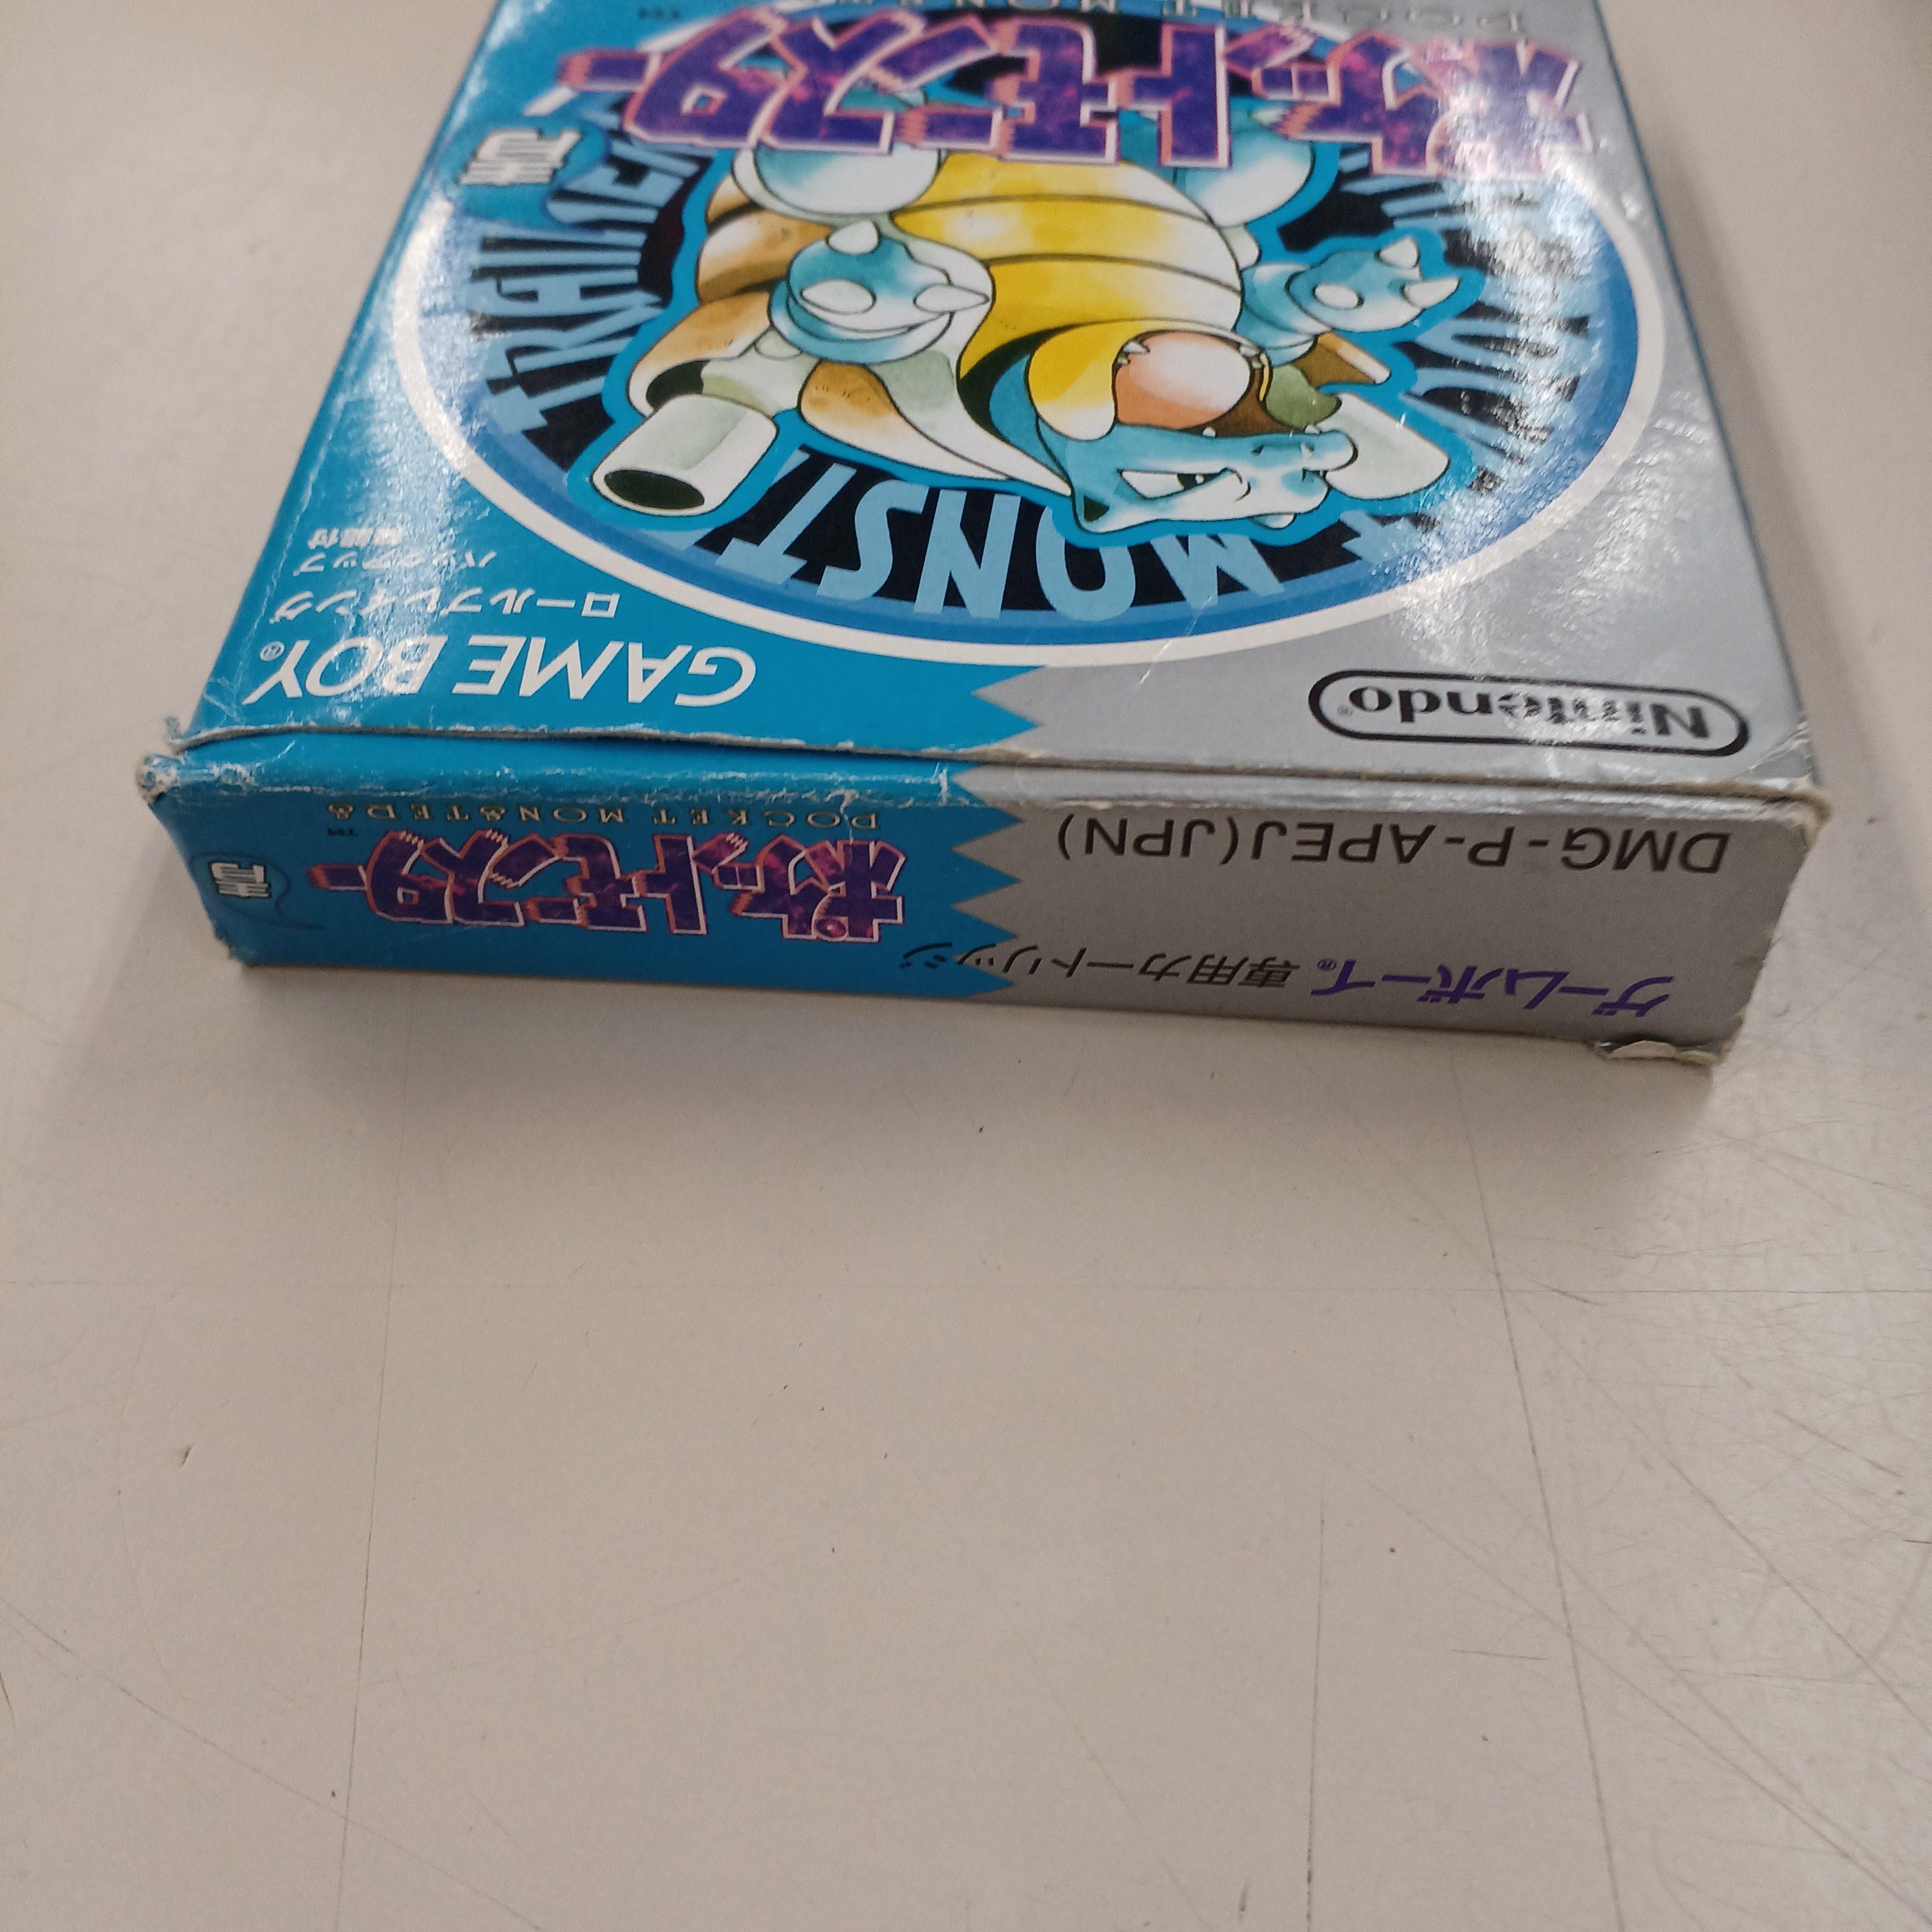 Nintendo®
GAME BOY®
ロールプレイング
バックアップ
機能付
MONST
TRAINER
ポケットモンスター
青
POCKET MONSTERS
ゲームボーイ® 専用カートリッジ
DMG-P-APEJ(JPN)
ポケットモンスター
青
POCKET MONSTERS
TM